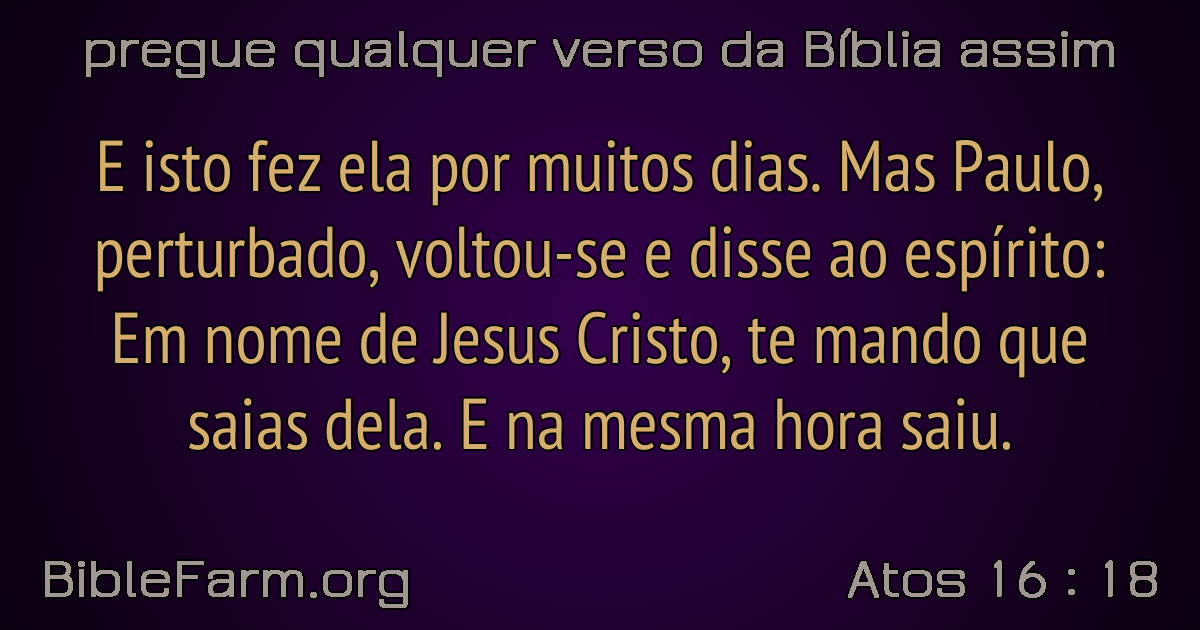 pregue qualquer verso da Bíblia assim
E isto fez ela por muitos dias. Mas Paulo,
perturbado, voltou-se e disse ao espírito:
Em nome de Jesus Cristo, te mando que
saias dela. E na mesma hora saiu.
BibleFarm.org
Atos 16 : 18